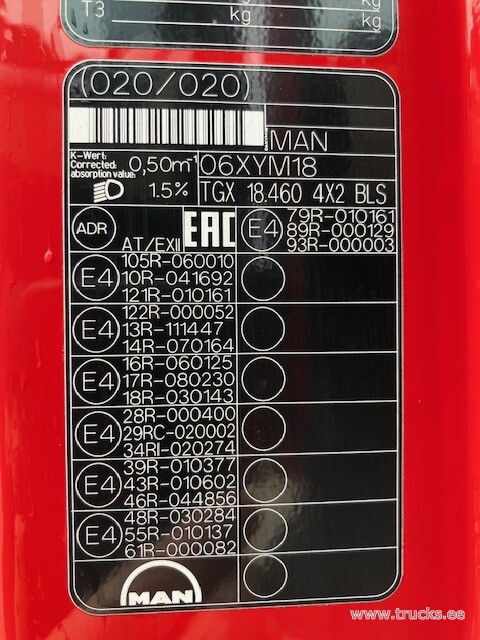 T3 kg kg
kg kg
(020/020)
MAN
K-Wert:
Corrected
absorption value:
0,50m⁻¹
06XYM18
1.5%
TGX 18.460 4X2 BLS
ADR
AT/EXII
EAC
E4
79R-010161
89R-000129
93R-000003
E4
105R-060010
10R-041692
121R-010161
E4
122R-000052
13R-111447
14R-070164
E4
16R-060125
17R-080230
18R-030143
E4
28R-000400
29RC-020002
34RI-020274
E4
39R-010377
43R-010602
46R-044856
E4
48R-030284
55R-010137
61R-000082
MAN
www.trucks.ee